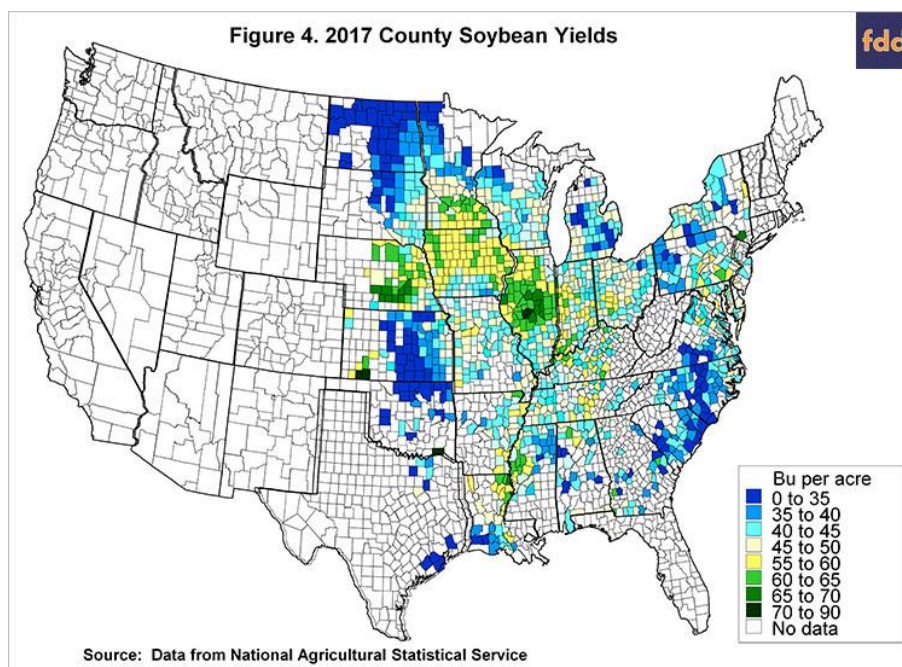 Figure 4. 2017 County Soybean Yields
fdd
Bu per acre
0 to 35
35 to 40
40 to 45
45 to 50
55 to 60
60 to 65
65 to 70
70 to 90
No data
Source: Data from National Agricultural Statistical Service